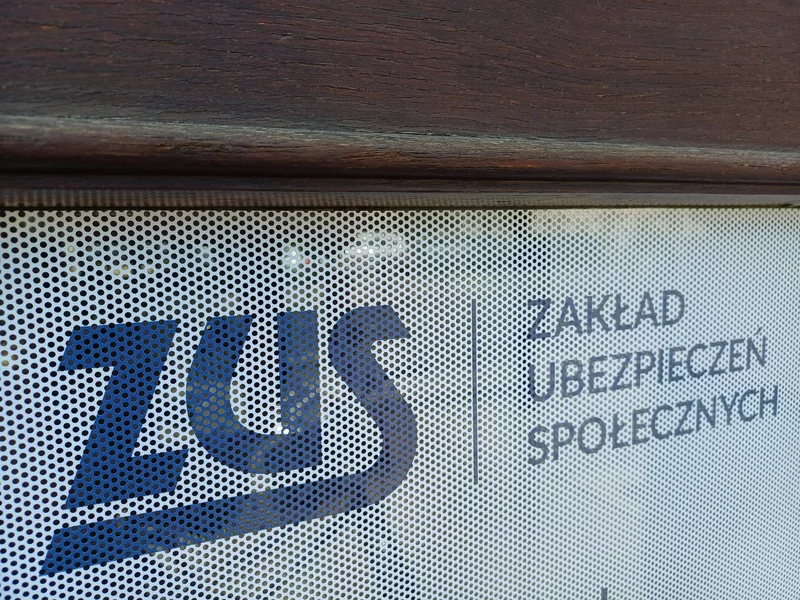 ZUS
ZAKŁAD
UBEZPIECZEŃ
SPOŁECZNYCH